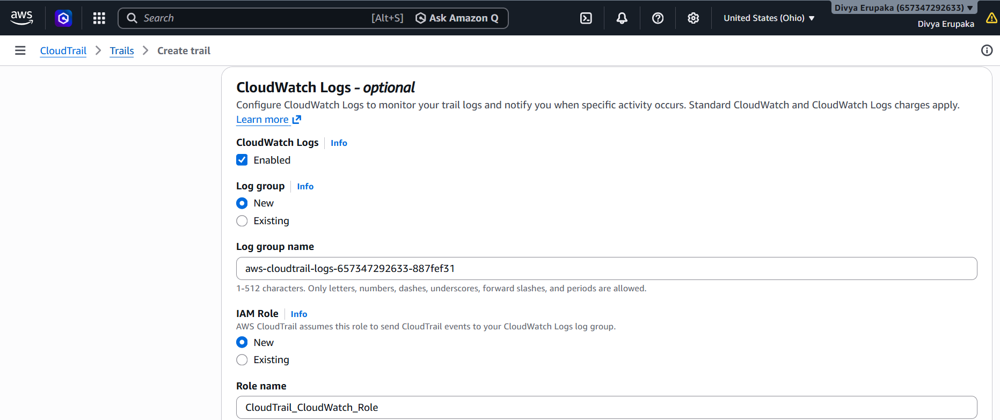 aws
Search [Alt+S] Ask Amazon Q
United States (Ohio) ▼
Divya Erupaka (657347292633) ▼
Divya Erupaka
CloudTrail > Trails > Create trail
CloudWatch Logs - optional
Configure CloudWatch Logs to monitor your trail logs and notify you when specific activity occurs. Standard CloudWatch and CloudWatch Logs charges apply.
Learn more
CloudWatch Logs Info
Enabled
Log group Info
New
Existing
Log group name
aws-cloudtrail-logs-657347292633-887fef31
1-512 characters. Only letters, numbers, dashes, underscores, forward slashes, and periods are allowed.
IAM Role Info
AWS CloudTrail assumes this role to send CloudTrail events to your CloudWatch Logs log group.
New
Existing
Role name
CloudTrail_CloudWatch_Role